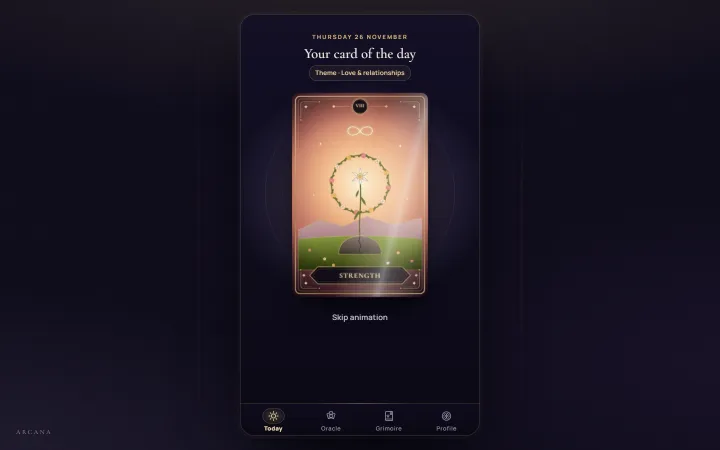 THURSDAY 26 NOVEMBER
Your card of the day
Theme · Love & relationships
VIII
STRENGTH
Skip animation
Today
Oracle
Grimoire
Profile
ARCANA